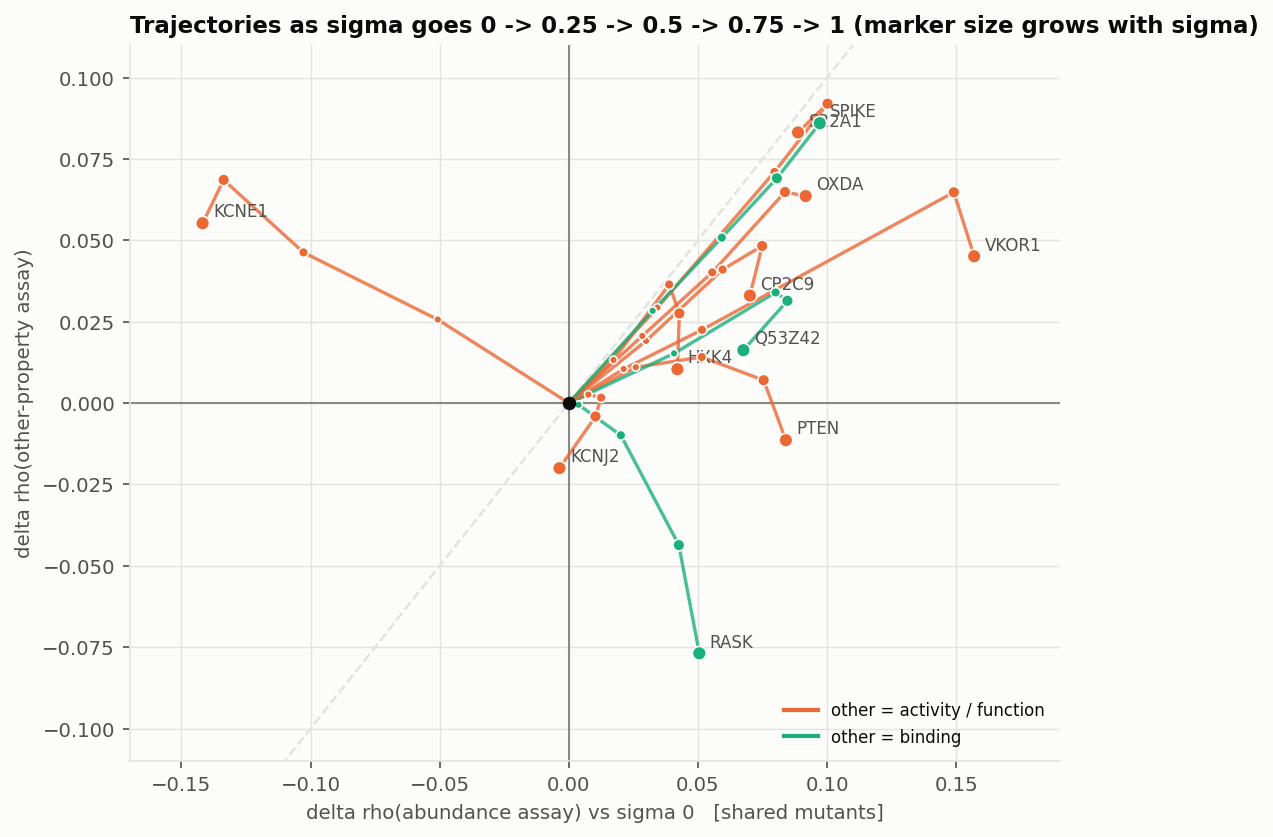 Trajectories as sigma goes 0 -> 0.25 -> 0.5 -> 0.75 -> 1 (marker size grows with sigma)
delta rho(other-property assay)
0.100
0.075
0.050
0.025
0.000
−0.025
−0.050
−0.075
−0.100
SPIKE
OXDA
KCNE1
VKOR1
CP2C9
Q53Z42
HXK4
PTEN
KCNJ2
RASK
other = activity / function
other = binding
−0.15
−0.10
−0.05
0.00
0.05
0.10
0.15
delta rho(abundance assay) vs sigma 0 [shared mutants]